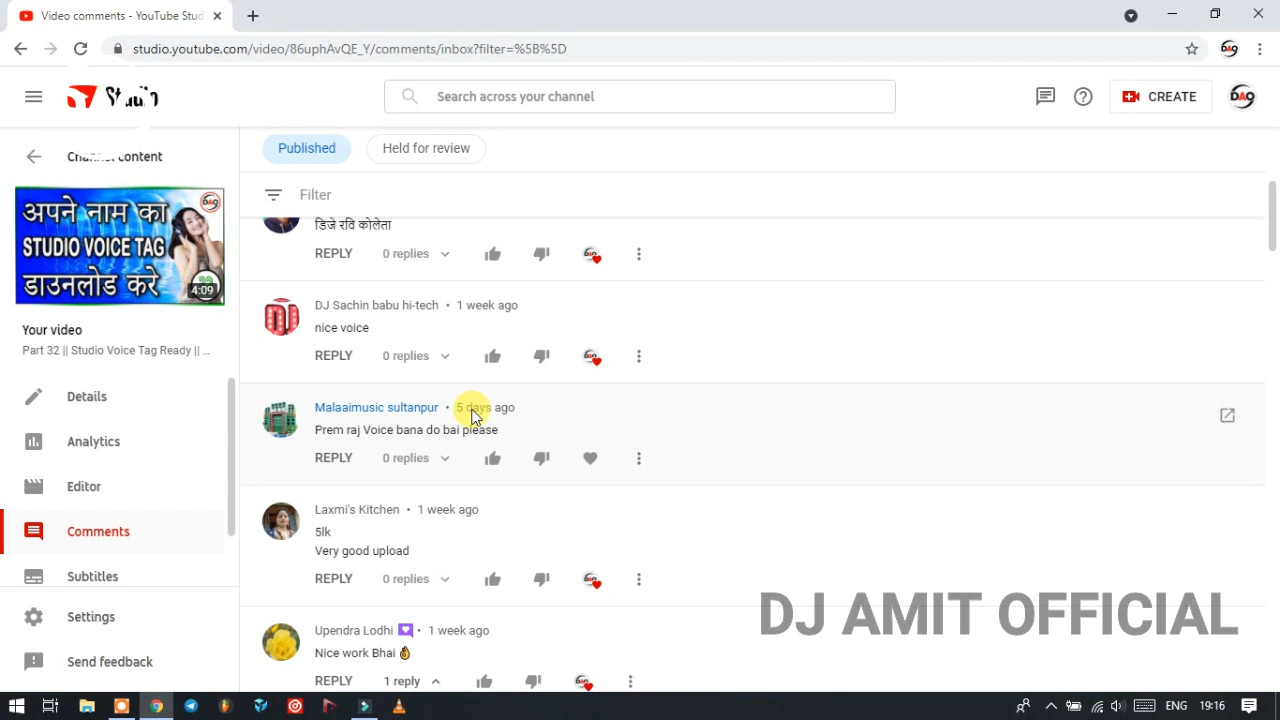 Video comments - YouTube Stud
studio.youtube.com/video/86uphAvQE_Y/comments/inbox?filter=%5B%5D
Studio
Search across your channel
CREATE
DAO
Channel content
Published
Held for review
Filter
अपने नाम का
STUDIO VOICE TAG
डाउनलोड करे
4:09
Your video
Part 32 || Studio Voice Tag Ready || ...
Details
Analytics
Editor
Comments
Subtitles
Settings
Send feedback
डिजे रवि कोलेता
REPLY 0 replies
DJ Sachin babu hi-tech • 1 week ago
nice voice
REPLY 0 replies
Malaaimusic sultanpur • 5 days ago
Prem raj Voice bana do bai please
REPLY 0 replies
Laxmi's Kitchen • 1 week ago
5lk
Very good upload
REPLY 0 replies
Upendra Lodhi • 1 week ago
Nice work Bhai 👌
REPLY 1 reply
DJ AMIT OFFICIAL
ENG 19:16